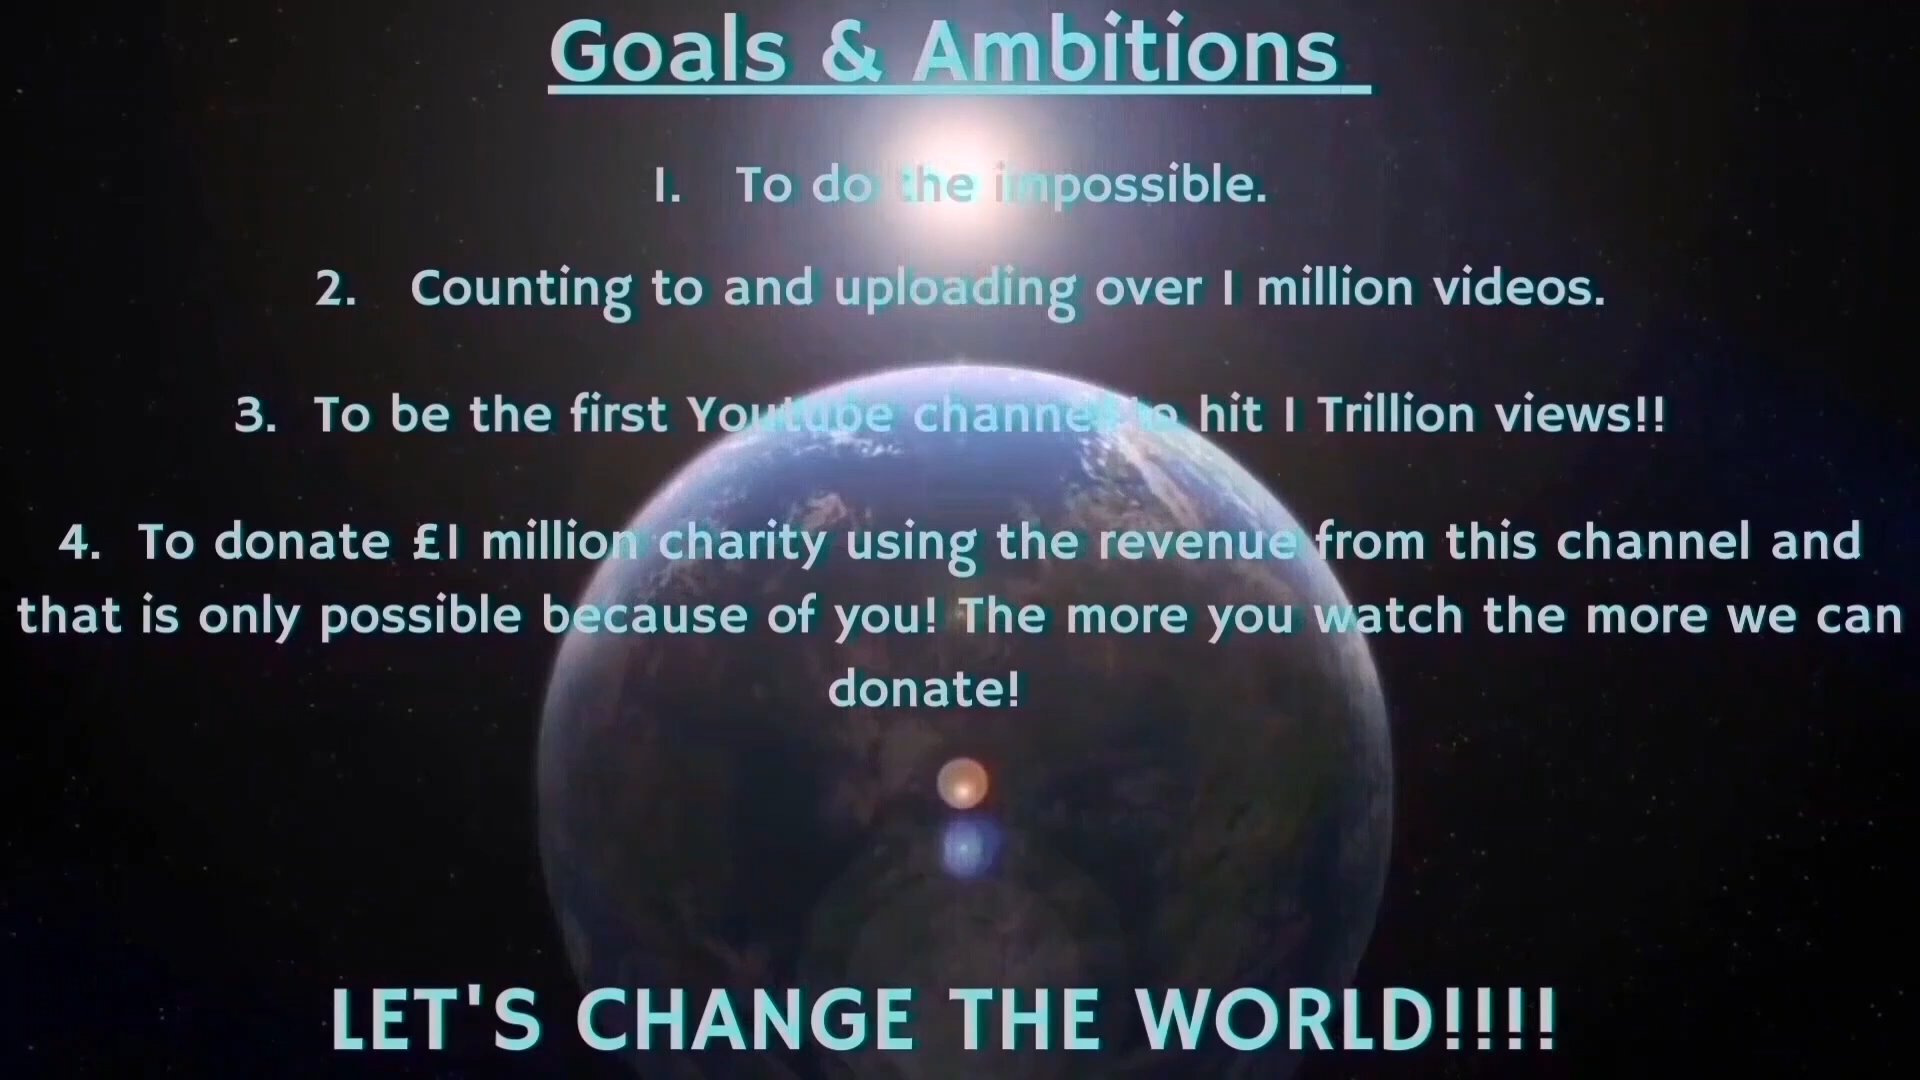 Goals & Ambitions
1. To do the impossible.
2. Counting to and uploading over 1 million videos.
3. To be the first Youtube channel to hit 1 Trillion views!!
4. To donate £1 million charity using the revenue from this channel and
that is only possible because of you! The more you watch the more we can
donate!
LET'S CHANGE THE WORLD!!!!